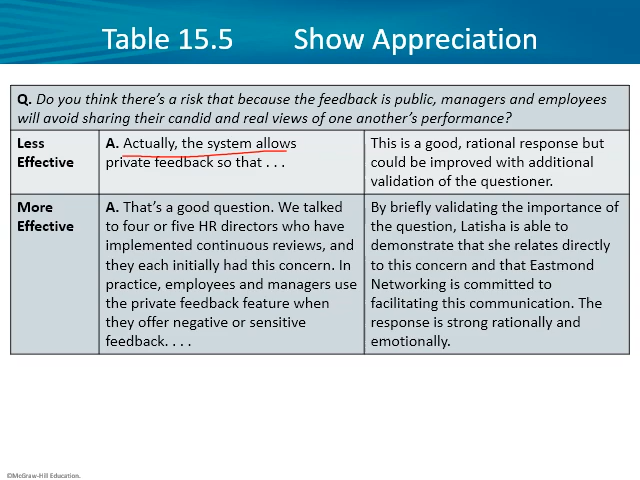 Table 15.5 Show Appreciation
Q. Do you think there's a risk that because the feedback is public, managers and employees
will avoid sharing their candid and real views of one another's performance?
Less
Effective
A. Actually, the system allows
private feedback so that . . .
This is a good, rational response but
could be improved with additional
validation of the questioner.
More
Effective
A. That's a good question. We talked
to four or five HR directors who have
implemented continuous reviews, and
they each initially had this concern. In
practice, employees and managers use
the private feedback feature when
they offer negative or sensitive
feedback. . . .
By briefly validating the importance of
the question, Latisha is able to
demonstrate that she relates directly
to this concern and that Eastmond
Networking is committed to
facilitating this communication. The
response is strong rationally and
emotionally.
©McGraw-Hill Education.